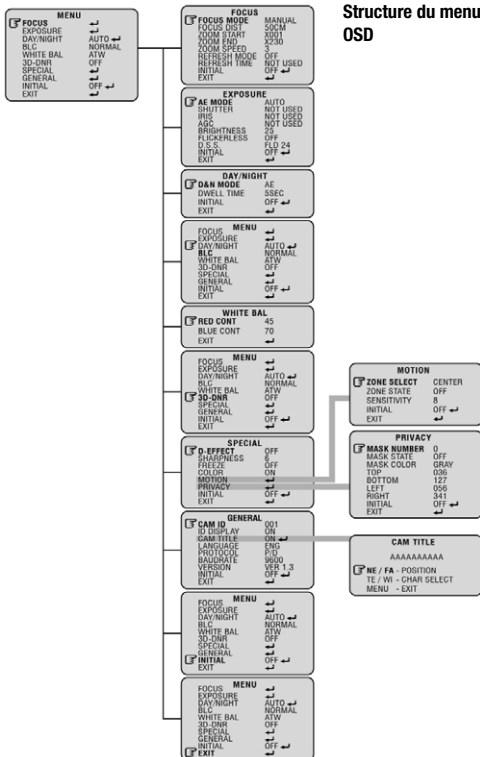 Structure du menu
OSD
MENU
FOCUS ↵
EXPOSURE ↵
DAY/NIGHT AUTO ↵
BLC NORMAL
WHITE BAL ATW
3D-DNR OFF
SPECIAL ↵
GENERAL ↵
INITIAL OFF ↵
EXIT ↵
FOCUS
FOCUS MODE MANUAL
FOCUS DIST 50CM
ZOOM START X001
ZOOM END X230
ZOOM SPEED 3
REFRESH MODE OFF
REFRESH TIME NOT USED
INITIAL OFF ↵
EXIT ↵
EXPOSURE
AE MODE AUTO
SHUTTER NOT USED
IRIS NOT USED
AGC NOT USED
BRIGHTNESS 25
FLICKERLESS OFF
D.S.S. FLD 24
INITIAL OFF ↵
EXIT ↵
DAY/NIGHT
D&N MODE AE
DWELL TIME 5SEC
INITIAL OFF ↵
EXIT ↵
MENU
FOCUS ↵
EXPOSURE ↵
DAY/NIGHT AUTO ↵
BLC NORMAL
WHITE BAL ATW
3D-DNR OFF
SPECIAL ↵
GENERAL ↵
INITIAL OFF ↵
EXIT ↵
WHITE BAL
RED CONT 45
BLUE CONT 70
EXIT ↵
MENU
FOCUS ↵
EXPOSURE ↵
DAY/NIGHT AUTO ↵
BLC NORMAL
WHITE BAL ATW
3D-DNR OFF
SPECIAL ↵
GENERAL ↵
INITIAL OFF ↵
EXIT ↵
SPECIAL
D-EFFECT OFF
SHARPNESS 6
FREEZE OFF
COLOR ON
MOTION ↵
PRIVACY ↵
INITIAL OFF ↵
EXIT ↵
MOTION
ZONE SELECT CENTER
ZONE STATE OFF
SENSITIVITY 8
INITIAL OFF ↵
EXIT ↵
PRIVACY
MASK NUMBER 0
MASK STATE OFF
MASK COLOR GRAY
TOP 036
BOTTOM 127
LEFT 056
RIGHT 341
INITIAL OFF ↵
EXIT ↵
GENERAL
CAM ID 001
ID DISPLAY ON
CAM TITLE ON ↵
LANGUAGE ENG
PROTOCOL P/D
BAUDRATE 9600
VERSION VER 1.3
INITIAL OFF ↵
EXIT ↵
CAM TITLE
AAAAAAAAAA
NE / FA - POSITION
TE / WI - CHAR SELECT
MENU - EXIT
MENU
FOCUS ↵
EXPOSURE ↵
DAY/NIGHT AUTO ↵
BLC NORMAL
WHITE BAL ATW
3D-DNR OFF
SPECIAL ↵
GENERAL ↵
INITIAL OFF ↵
EXIT ↵
MENU
FOCUS ↵
EXPOSURE ↵
DAY/NIGHT AUTO ↵
BLC NORMAL
WHITE BAL ATW
3D-DNR OFF
SPECIAL ↵
GENERAL ↵
INITIAL OFF ↵
EXIT ↵